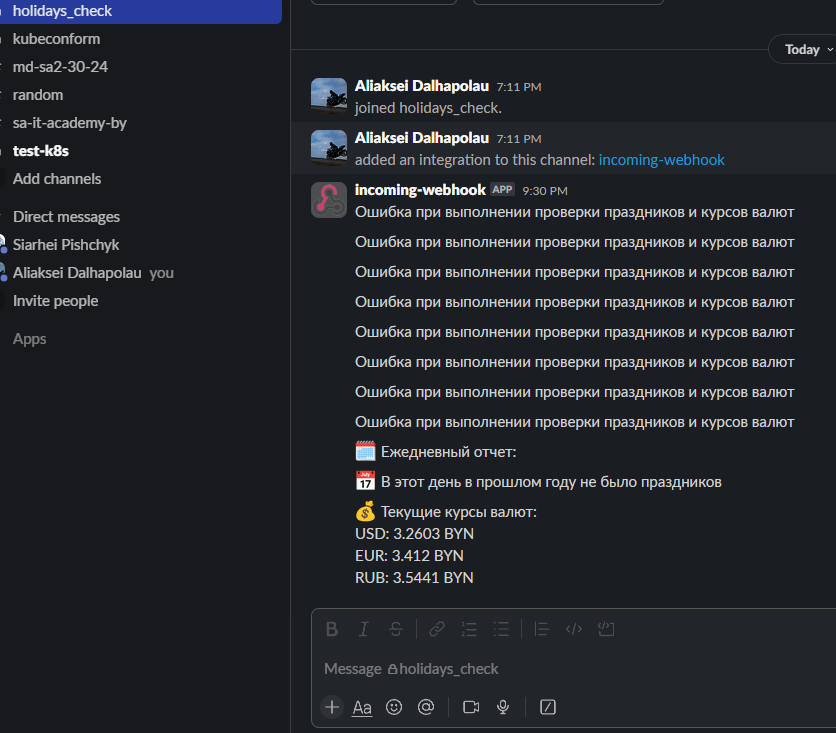 holidays_check
kubeconform
md-sa2-30-24
random
sa-it-academy-by
test-k8s
Add channels
Direct messages
Siarhei Pishchyk
Aliaksei Dalhapolau you
Invite people
Apps
Today
Aliaksei Dalhapolau 7:11 PM
joined holidays_check.
Aliaksei Dalhapolau 7:11 PM
added an integration to this channel: incoming-webhook
incoming-webhook APP 9:30 PM
Ошибка при выполнении проверки праздников и курсов валют
Ошибка при выполнении проверки праздников и курсов валют
Ошибка при выполнении проверки праздников и курсов валют
Ошибка при выполнении проверки праздников и курсов валют
Ошибка при выполнении проверки праздников и курсов валют
Ошибка при выполнении проверки праздников и курсов валют
Ошибка при выполнении проверки праздников и курсов валют
Ошибка при выполнении проверки праздников и курсов валют
🗓️ Ежедневный отчет:
📅 В этот день в прошлом году не было праздников
💰 Текущие курсы валют:
USD: 3.2603 BYN
EUR: 3.412 BYN
RUB: 3.5441 BYN
Message holidays_check